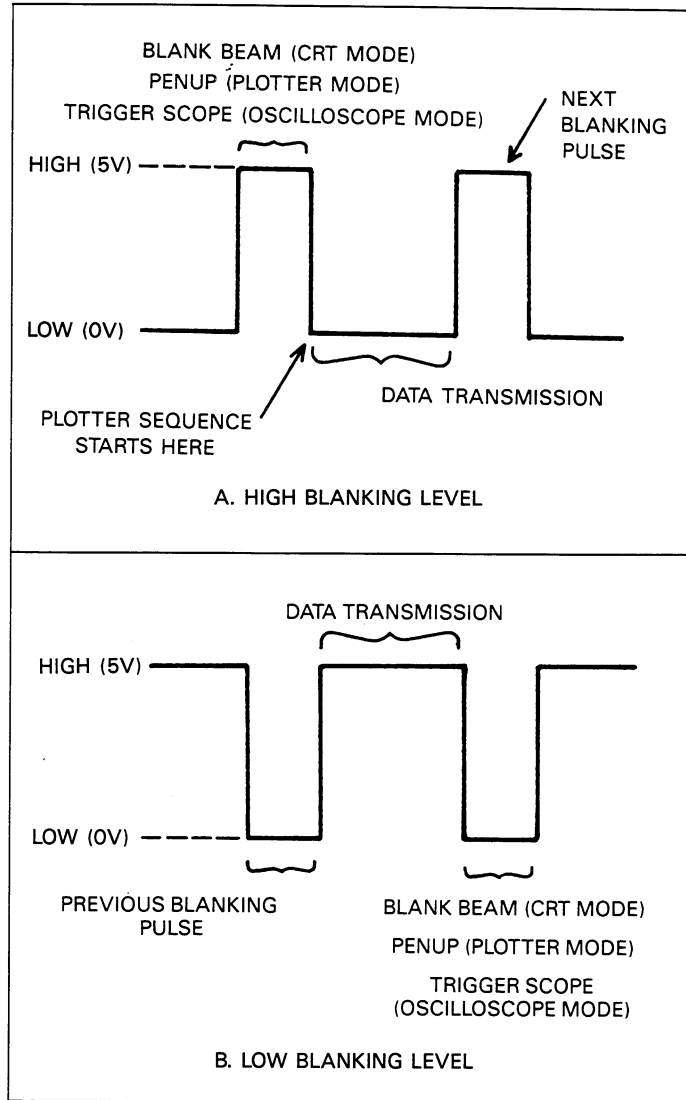 BLANK BEAM (CRT MODE)
PENUP (PLOTTER MODE)
TRIGGER SCOPE (OSCILLOSCOPE MODE)
NEXT
BLANKING
PULSE
HIGH (5V)
LOW (0V)
DATA TRANSMISSION
PLOTTER SEQUENCE
STARTS HERE
A. HIGH BLANKING LEVEL
DATA TRANSMISSION
HIGH (5V)
LOW (0V)
PREVIOUS BLANKING
PULSE
BLANK BEAM (CRT MODE)
PENUP (PLOTTER MODE)
TRIGGER SCOPE
(OSCILLOSCOPE MODE)
B. LOW BLANKING LEVEL